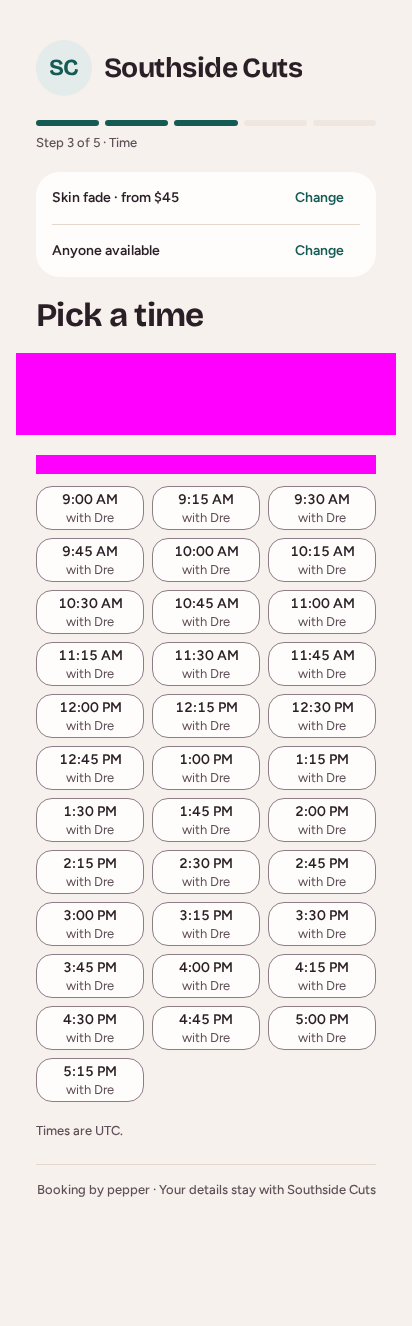 SC
Southside Cuts
Step 3 of 5 · Time
Skin fade · from $45
Change
Anyone available
Change
Pick a time
9:00 AM
with Dre
9:15 AM
with Dre
9:30 AM
with Dre
9:45 AM
with Dre
10:00 AM
with Dre
10:15 AM
with Dre
10:30 AM
with Dre
10:45 AM
with Dre
11:00 AM
with Dre
11:15 AM
with Dre
11:30 AM
with Dre
11:45 AM
with Dre
12:00 PM
with Dre
12:15 PM
with Dre
12:30 PM
with Dre
12:45 PM
with Dre
1:00 PM
with Dre
1:15 PM
with Dre
1:30 PM
with Dre
1:45 PM
with Dre
2:00 PM
with Dre
2:15 PM
with Dre
2:30 PM
with Dre
2:45 PM
with Dre
3:00 PM
with Dre
3:15 PM
with Dre
3:30 PM
with Dre
3:45 PM
with Dre
4:00 PM
with Dre
4:15 PM
with Dre
4:30 PM
with Dre
4:45 PM
with Dre
5:00 PM
with Dre
5:15 PM
with Dre
Times are UTC.
Booking by pepper · Your details stay with Southside Cuts